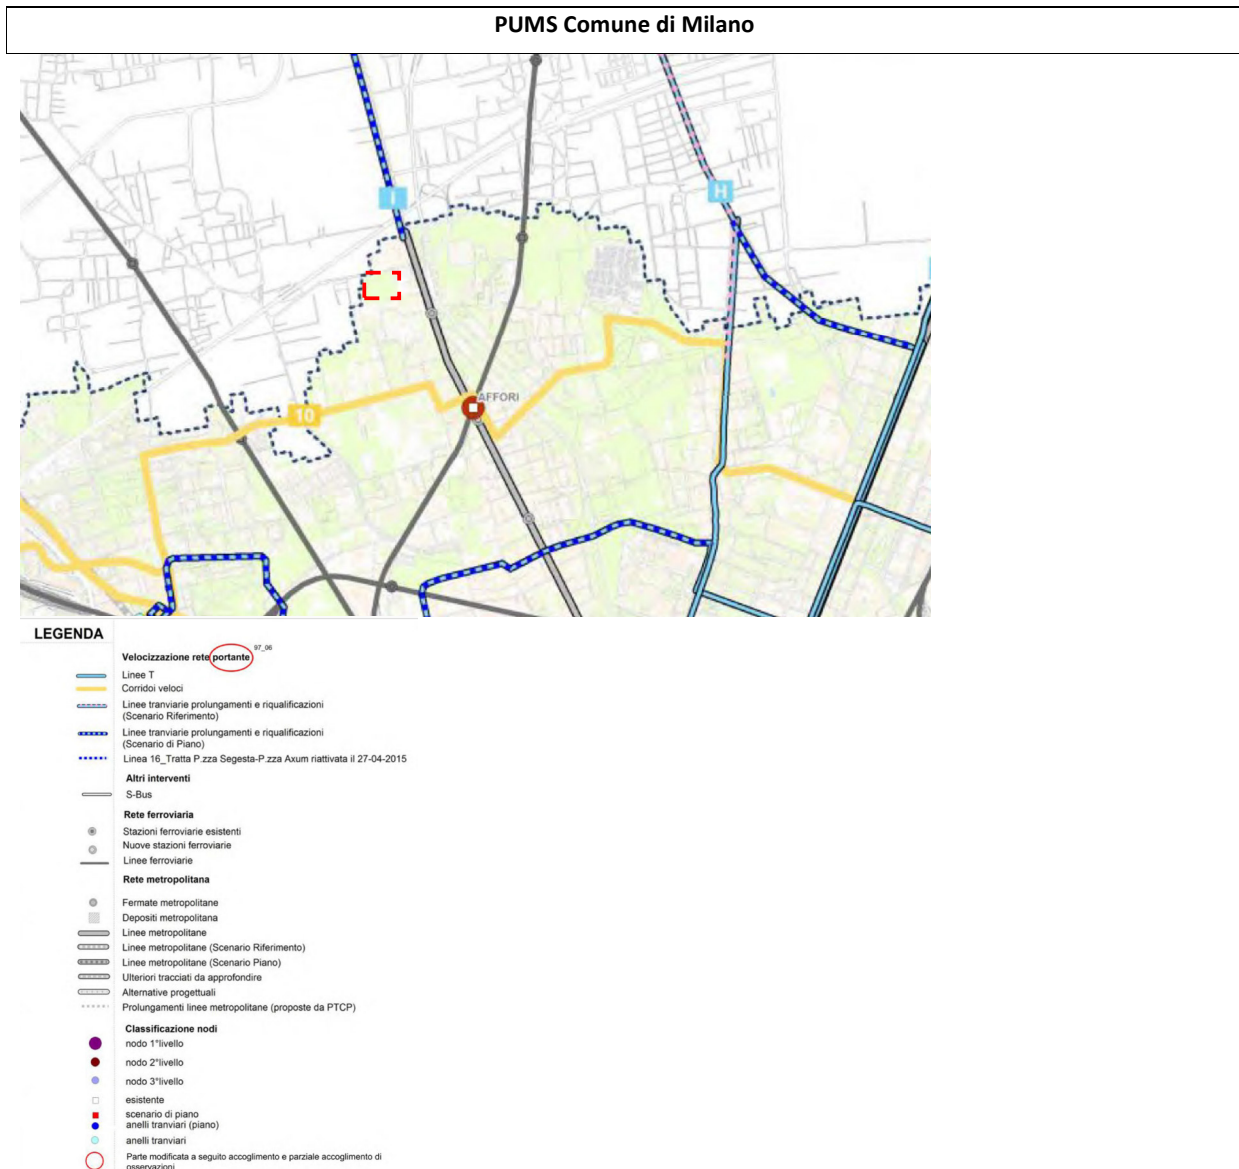 PUMS Comune di Milano
I
H
AFFORI
10
LEGENDA
Velocizzazione rete portante 97_06
Linee T
Corridoi veloci
Linee tranviarie prolungamenti e riqualificazioni
(Scenario Riferimento)
Linee tranviarie prolungamenti e riqualificazioni
(Scenario di Piano)
Linea 16_Tratta P.zza Segesta-P.zza Axum riattivata il 27-04-2015
Altri interventi
S-Bus
Rete ferroviaria
Stazioni ferroviarie esistenti
Nuove stazioni ferroviarie
Linee ferroviarie
Rete metropolitana
Fermate metropolitane
Depositi metropolitana
Linee metropolitane
Linee metropolitane (Scenario Riferimento)
Linee metropolitane (Scenario Piano)
Ulteriori tracciati da approfondire
Alternative progettuali
Prolungamenti linee metropolitane (proposte da PTCP)
Classificazione nodi
nodo 1°livello
nodo 2°livello
nodo 3°livello
esistente
scenario di piano
anelli tranviari (piano)
anelli tranviari
Parte modificata a seguito accoglimento e parziale accoglimento di
osservazioni